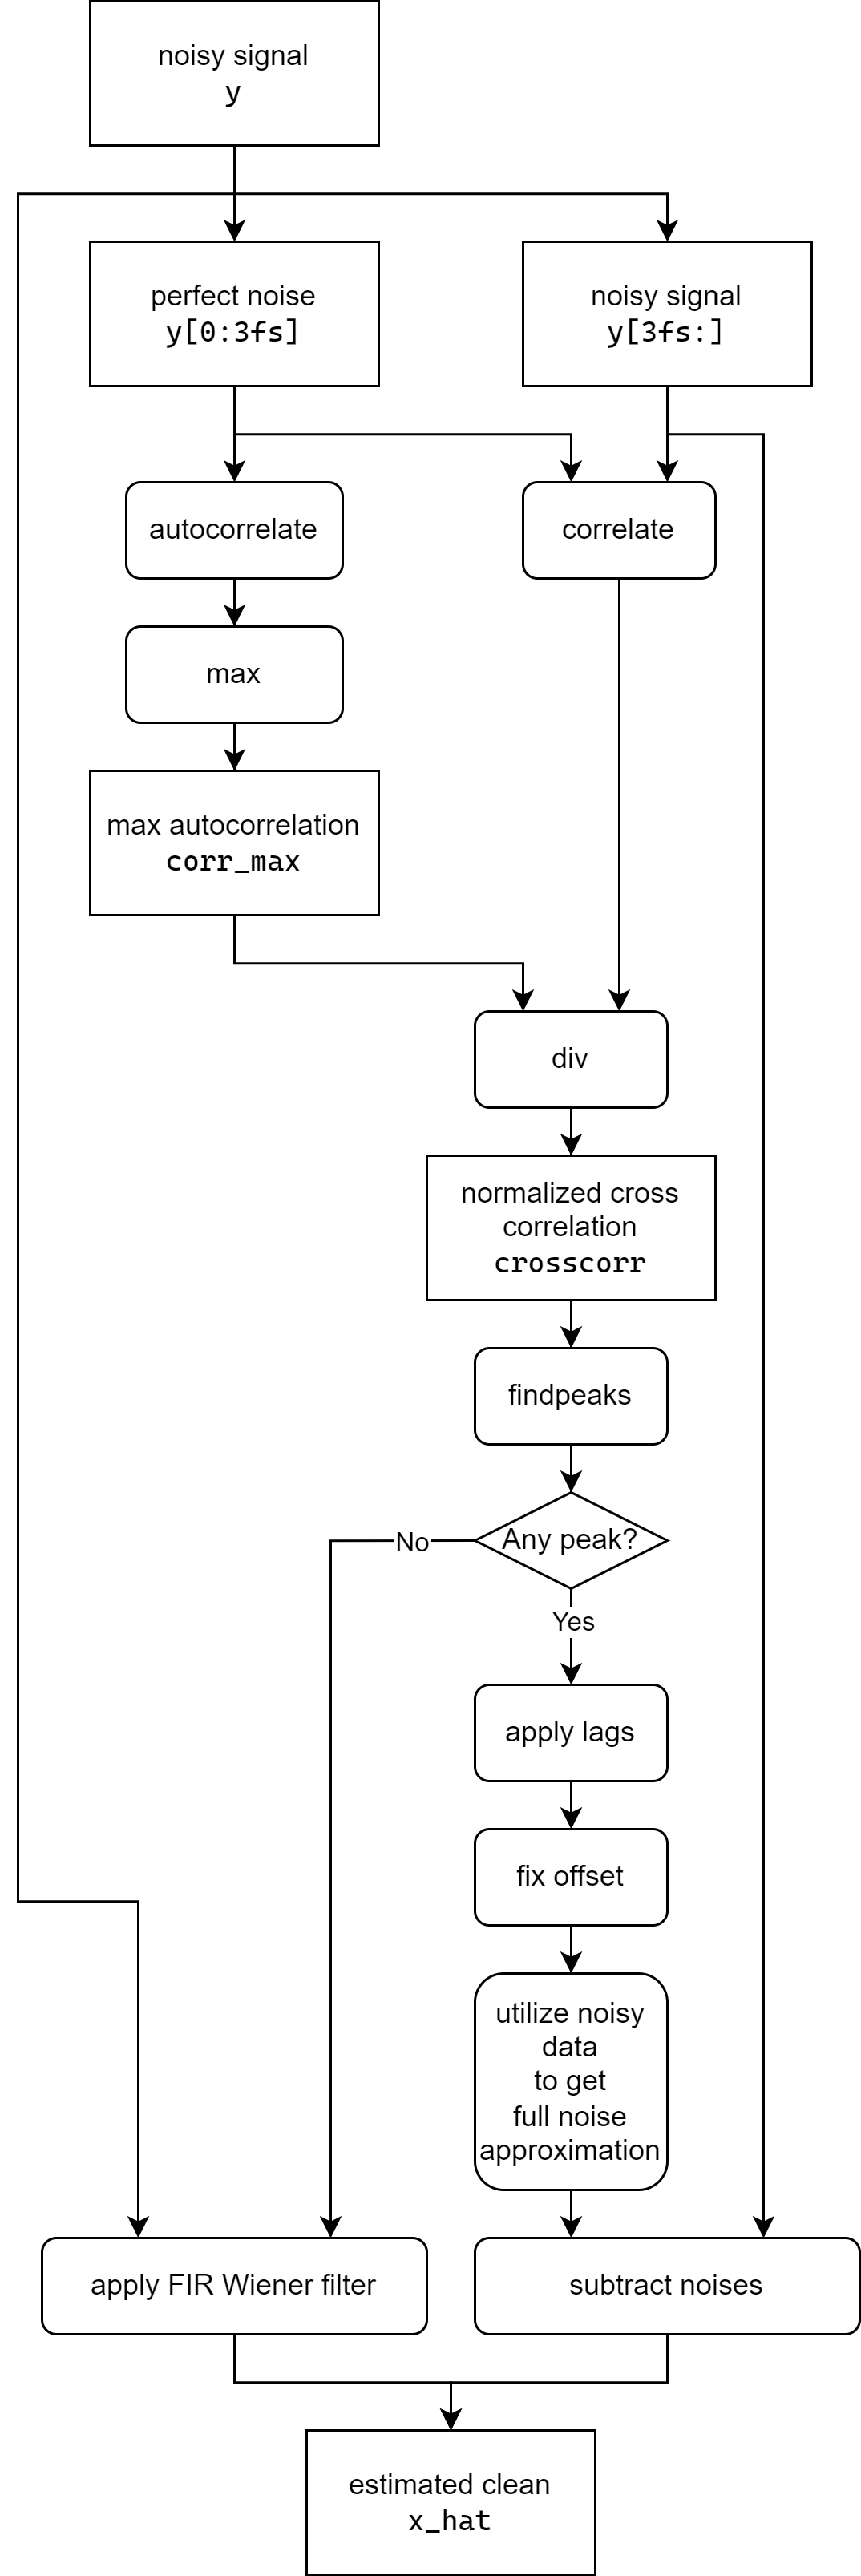 noisy signal
y
perfect noise
y[0:3fs]
noisy signal
y[3fs:]
autocorrelate
correlate
max
max autocorrelation
corr_max
div
normalized cross
correlation
crosscorr
findpeaks
Any peak?
No
Yes
apply lags
fix offset
utilize noisy
data
to get
full noise
approximation
apply FIR Wiener filter
subtract noises
estimated clean
x_hat